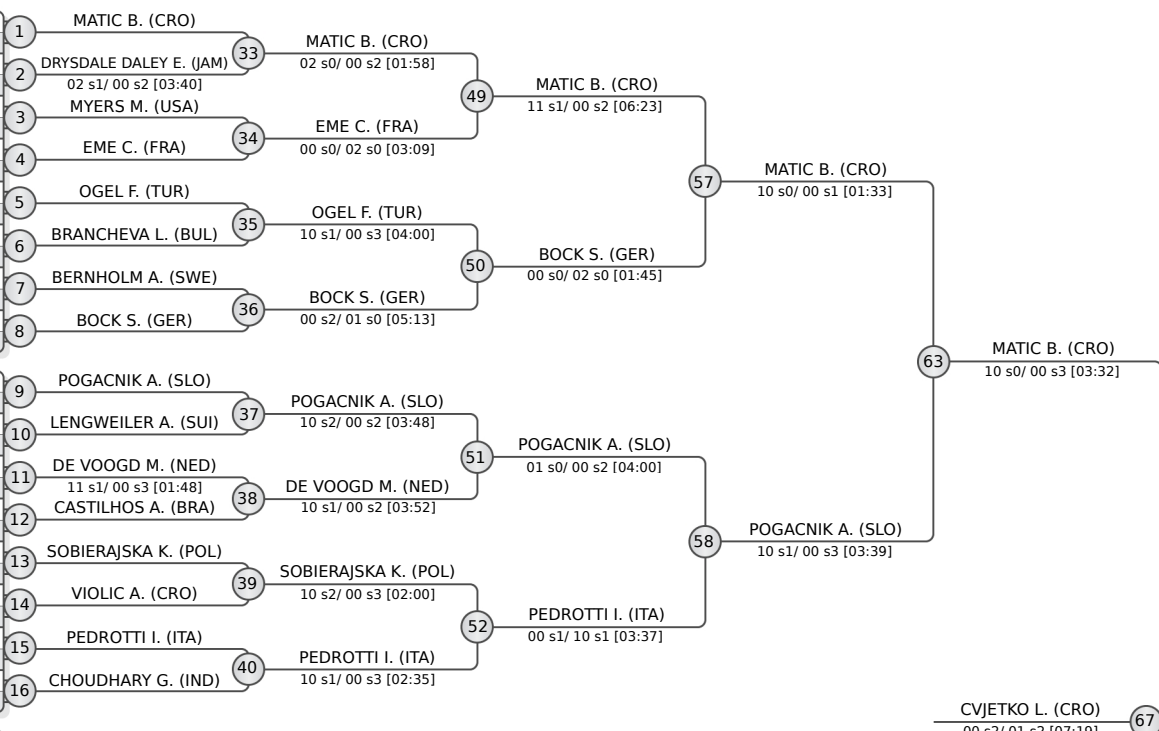 1
MATIC B. (CRO)
2
DRYSDALE DALEY E. (JAM)
02 s1/ 00 s2 [03:40]
33
MATIC B. (CRO)
02 s0/ 00 s2 [01:58]
3
MYERS M. (USA)
4
EME C. (FRA)
34
EME C. (FRA)
00 s0/ 02 s0 [03:09]
49
MATIC B. (CRO)
11 s1/ 00 s2 [06:23]
5
OGEL F. (TUR)
6
BRANCHEVA L. (BUL)
35
OGEL F. (TUR)
10 s1/ 00 s3 [04:00]
7
BERNHOLM A. (SWE)
8
BOCK S. (GER)
36
BOCK S. (GER)
00 s2/ 01 s0 [05:13]
50
BOCK S. (GER)
00 s0/ 02 s0 [01:45]
57
MATIC B. (CRO)
10 s0/ 00 s1 [01:33]
9
POGACNIK A. (SLO)
10
LENGWEILER A. (SUI)
37
POGACNIK A. (SLO)
10 s2/ 00 s2 [03:48]
11
DE VOOGD M. (NED)
11 s1/ 00 s3 [01:48]
12
CASTILHOS A. (BRA)
38
DE VOOGD M. (NED)
10 s1/ 00 s2 [03:52]
51
POGACNIK A. (SLO)
01 s0/ 00 s2 [04:00]
13
SOBIERAJSKA K. (POL)
14
VIOLIC A. (CRO)
39
SOBIERAJSKA K. (POL)
10 s2/ 00 s3 [02:00]
15
PEDROTTI I. (ITA)
16
CHOUDHARY G. (IND)
40
PEDROTTI I. (ITA)
10 s1/ 00 s3 [02:35]
52
PEDROTTI I. (ITA)
00 s1/ 10 s1 [03:37]
58
POGACNIK A. (SLO)
10 s1/ 00 s3 [03:39]
63
MATIC B. (CRO)
10 s0/ 00 s3 [03:32]
CVJETKO L. (CRO)
67